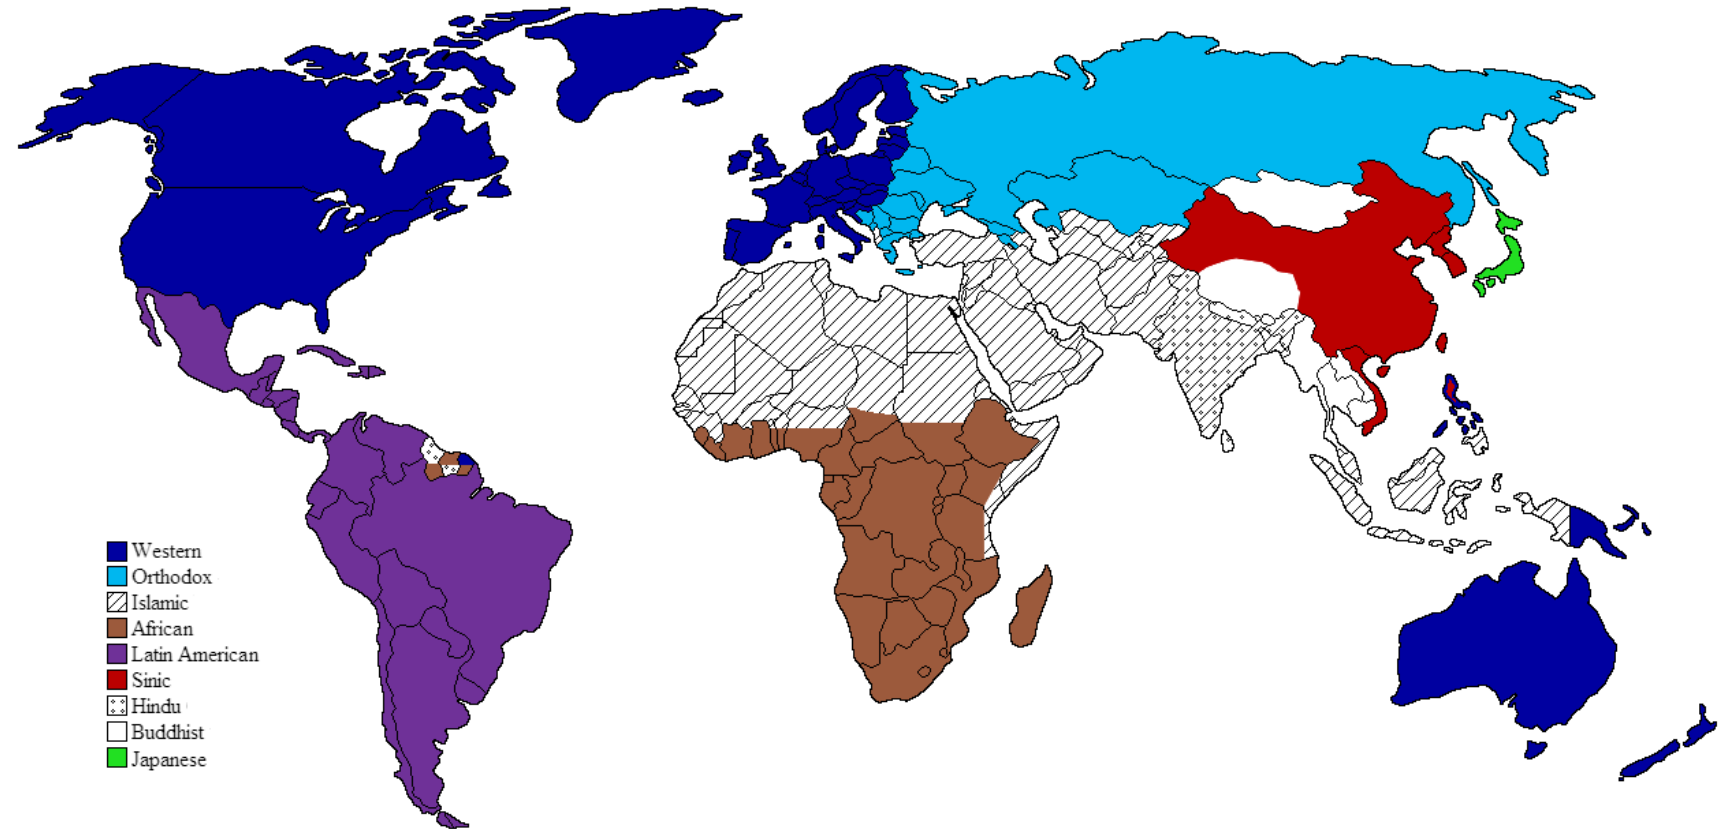 Western
Orthodox
Islamic
African
Latin American
Sinic
Hindu
Buddhist
Japanese